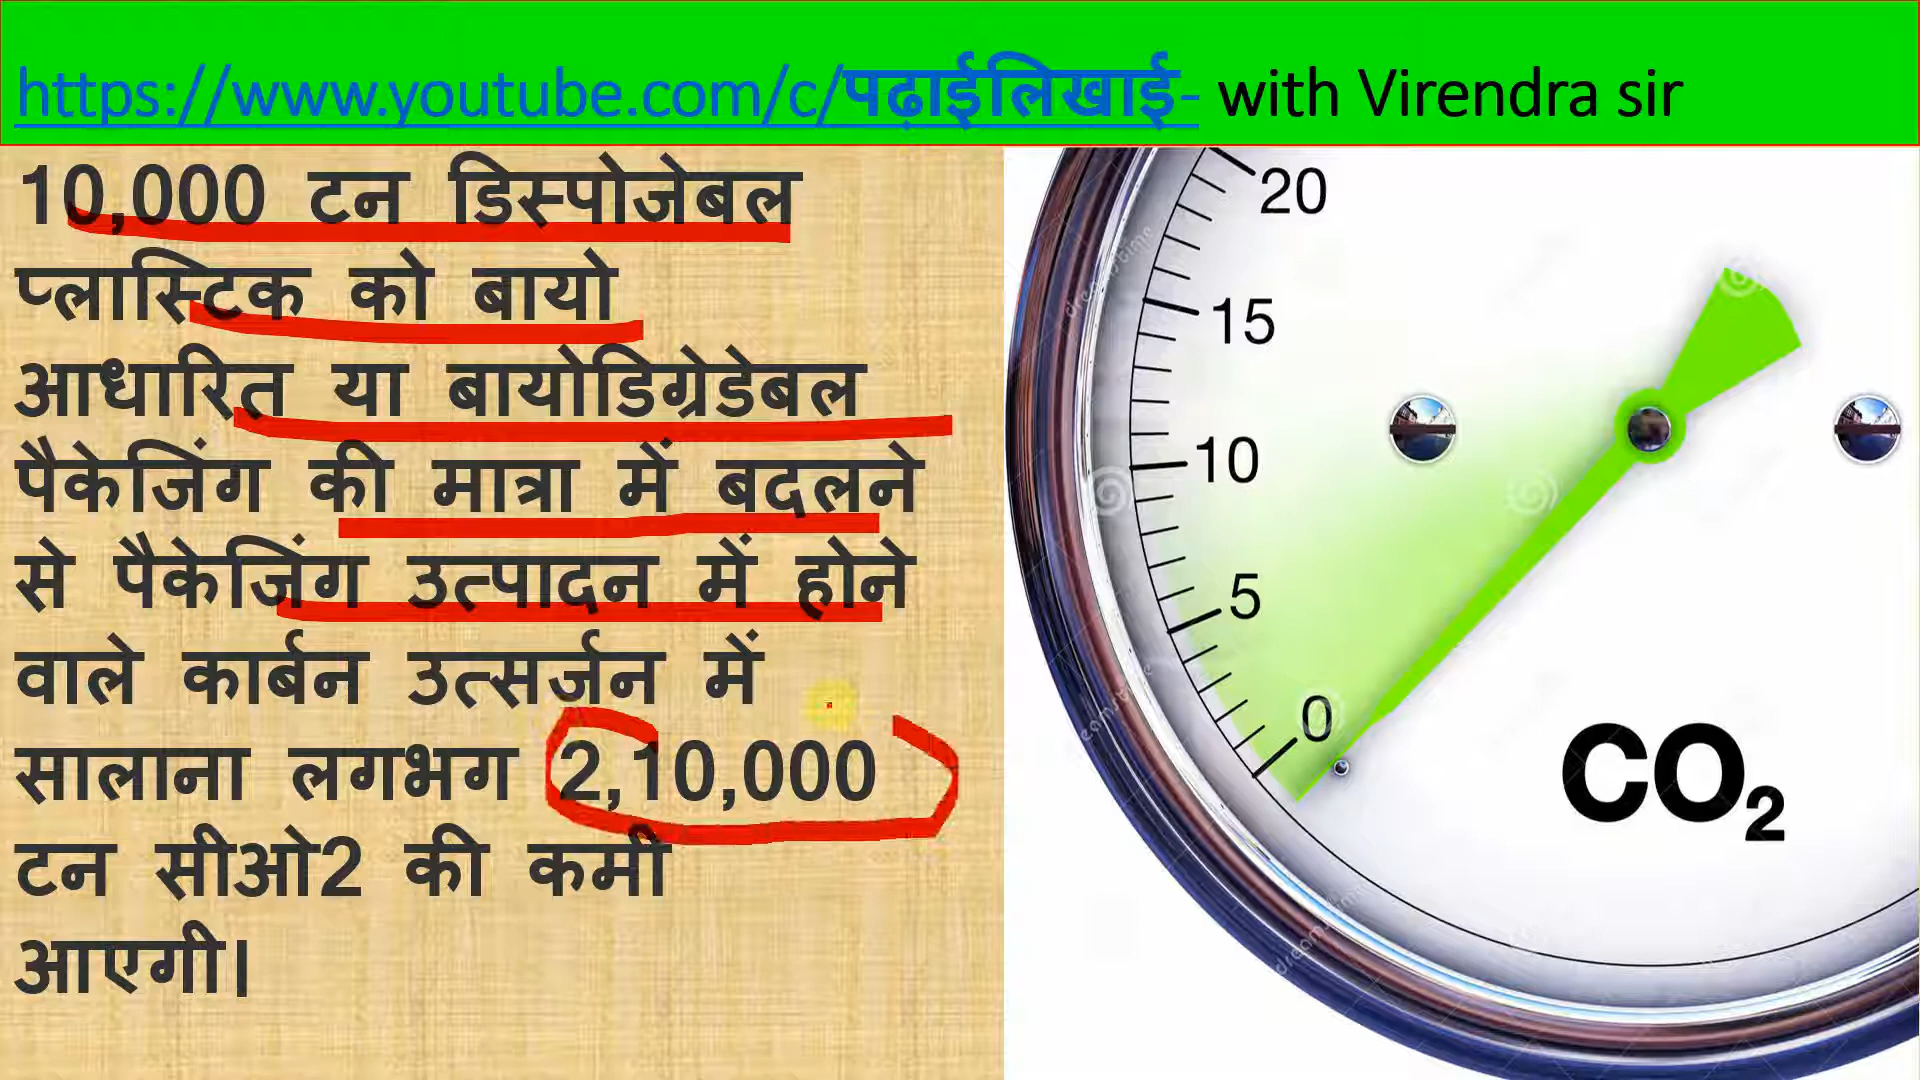 https://www.youtube.com/c/पढ़ाईलिखाई- with Virendra sir
10,000 टन डिस्पोजेबल
प्लास्टिक को बायो
आधारित या बायोडिग्रेडेबल
पैकेजिंग की मात्रा में बदलने
से पैकेजिंग उत्पादन में होने
वाले कार्बन उत्सर्जन में
सालाना लगभग 2,10,000
टन सीओ2 की कमी
आएगी।
20
15
10
5
0
CO₂
dreamstime